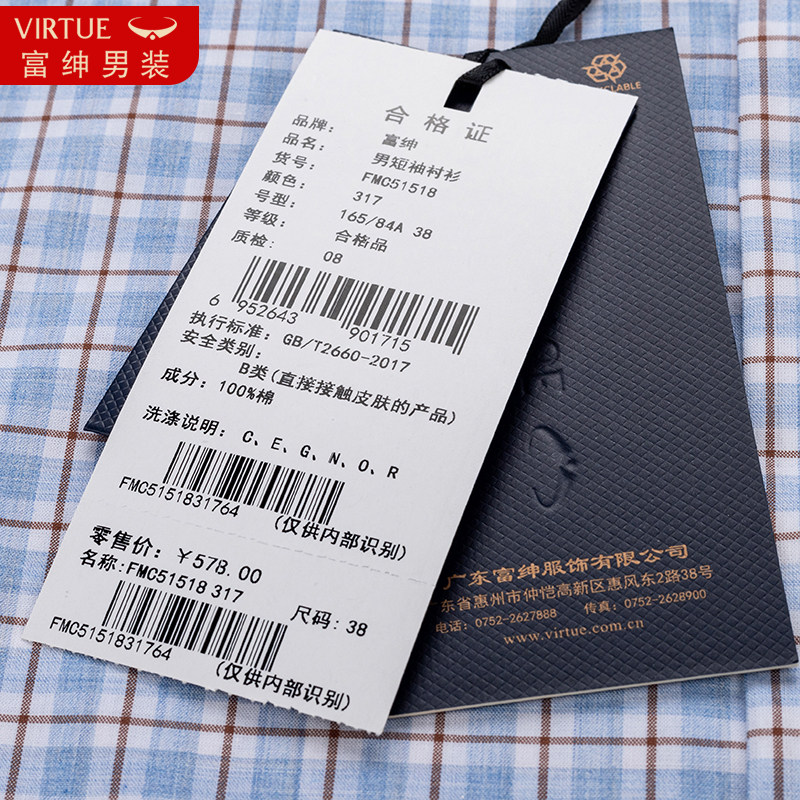 VIRTUE
富绅男装
合格证
品牌: 富绅
品名: 男短袖衬衫
货号: FMC51518
颜色: 317
号型: 165/84A 38
等级: 合格品
质检: 08
6 952643 901715
执行标准: GB/T2660-2017
安全类别:
B类(直接接触皮肤的产品)
成分: 100%棉
洗涤说明: C、E、G、N、O、R
FMC5151831764
(仅供内部识别)
零售价: ¥578.00
名称:FMC51518 317
尺码: 38
FMC5151831764
(仅供内部识别)
广东富绅服饰有限公司
东省惠州市仲恺高新区惠风东2路38号
电话: 0752-2627888 传真: 0752-2628900
www.virtue.com.cn